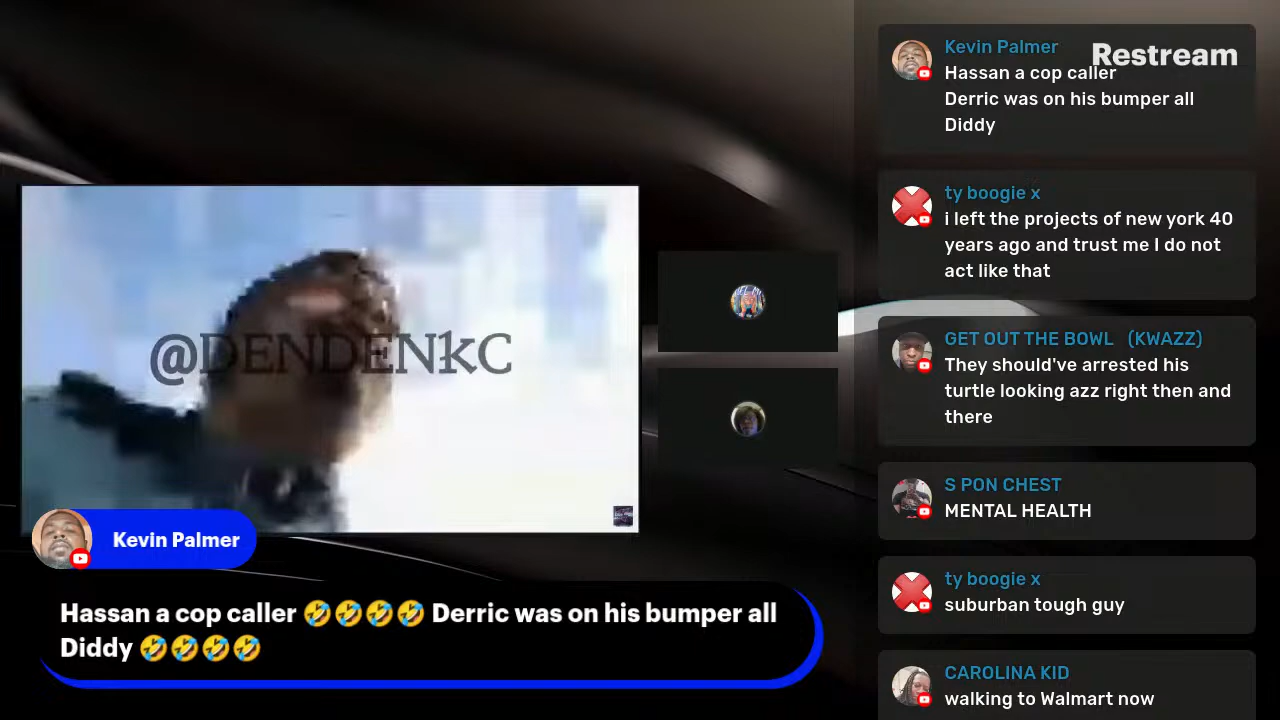 Restream
Kevin Palmer
Hassan a cop caller
Derric was on his bumper all
Diddy
ty boogie x
i left the projects of new york 40
years ago and trust me I do not
act like that
GET OUT THE BOWL (KWAZZ)
They should've arrested his
turtle looking azz right then and
there
S PON CHEST
MENTAL HEALTH
ty boogie x
suburban tough guy
CAROLINA KID
walking to Walmart now
@DENDENkC
Kevin Palmer
Hassan a cop caller 🤣🤣🤣🤣 Derric was on his bumper all
Diddy 🤣🤣🤣🤣